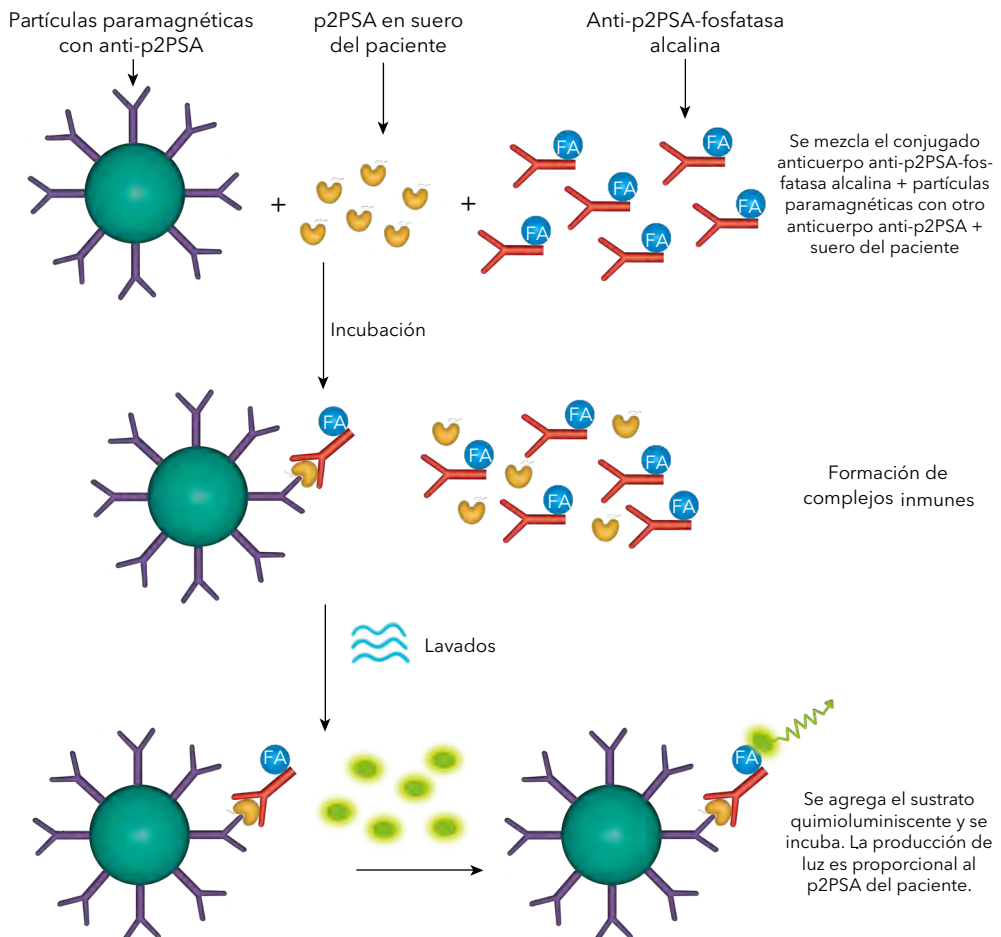 Partículas paramagnéticas
con anti-p2PSA
p2PSA en suero
del paciente
Anti-p2PSA-fosfatasa
alcalina
FA
FA
FA
FA
FA
FA
+
+
Se mezcla el conjugado
anticuerpo anti-p2PSA-fos-
fatasa alcalina + partículas
paramagnéticas con otro
anticuerpo anti-p2PSA +
suero del paciente
Incubación
FA
FA
FA
FA
FA
FA
Formación de
complejos inmunes
Lavados
FA
FA
Se agrega el sustrato
quimioluminiscente y se
incuba. La producción de
luz es proporcional al
p2PSA del paciente.